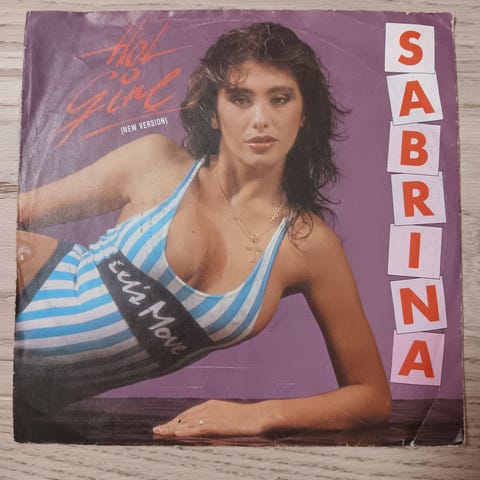 Hot
Girl
(NEW VERSION)
SABRINA
Let's Move